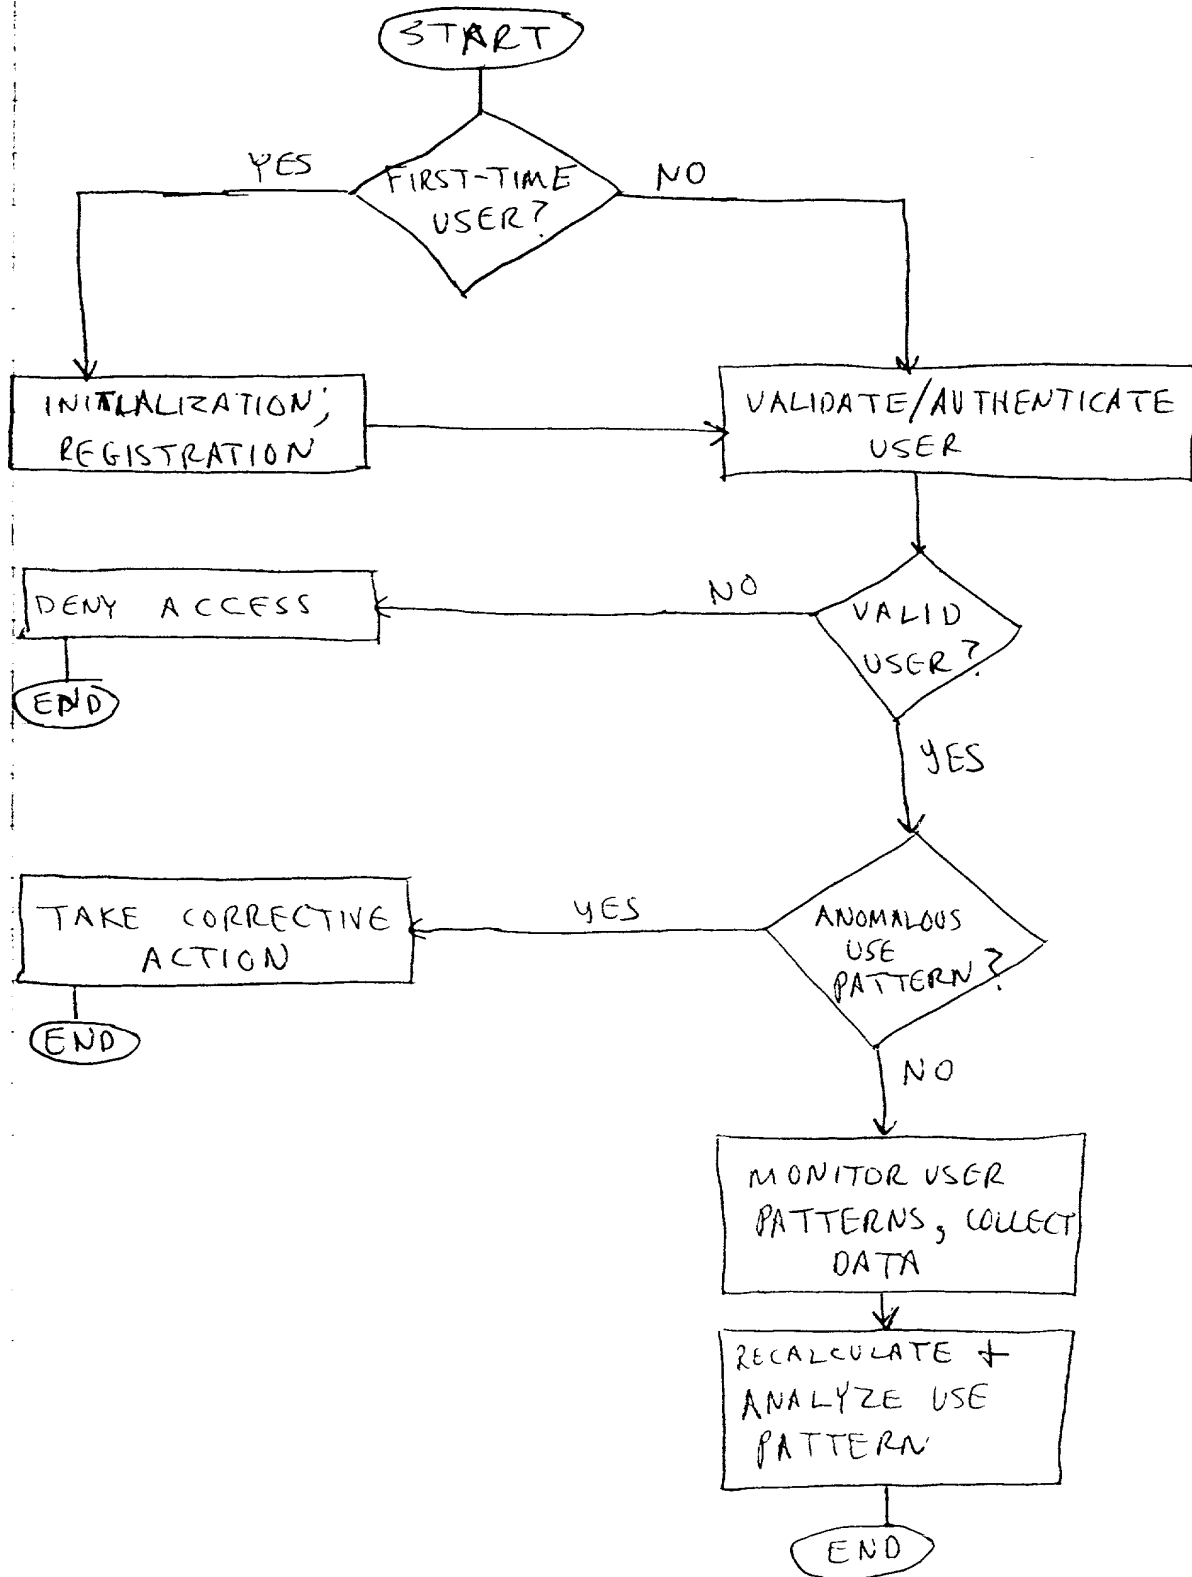 START
YES
FIRST-TIME
USER?
NO
INITIALIZATION;
REGISTRATION
VALIDATE/AUTHENTICATE
USER
DENY ACCESS
NO
VALID
USER?
END
YES
TAKE CORRECTIVE
ACTION
YES
ANOMALOUS
USE
PATTERN?
END
NO
MONITOR USER
PATTERNS, COLLECT
DATA
RECALCULATE +
ANALYZE USE
PATTERN
END